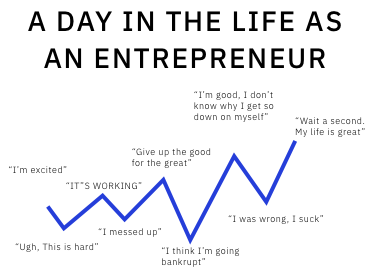 A DAY IN THE LIFE AS
AN ENTREPRENEUR
“I’m excited”
“Ugh, This is hard”
“IT”S WORKING”
“I messed up”
“Give up the good
for the great”
“I think I’m going
bankrupt”
“I’m good, I don’t
know why I get so
down on myself”
“I was wrong, I suck”
“Wait a second.
My life is great”